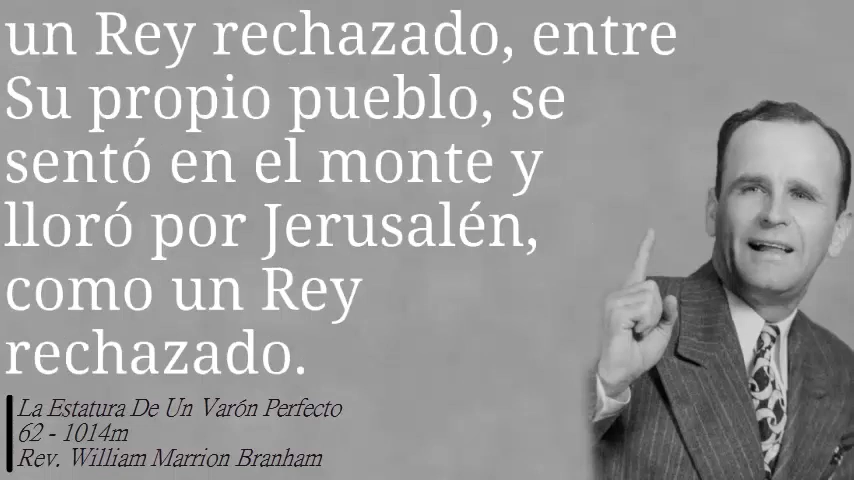 un Rey rechazado, entre
Su propio pueblo, se
sentó en el monte y
lloró por Jerusalén,
como un Rey
rechazado.
La Estatura De Un Varón Perfecto
62 - 1014m
Rev. William Marrion Branham